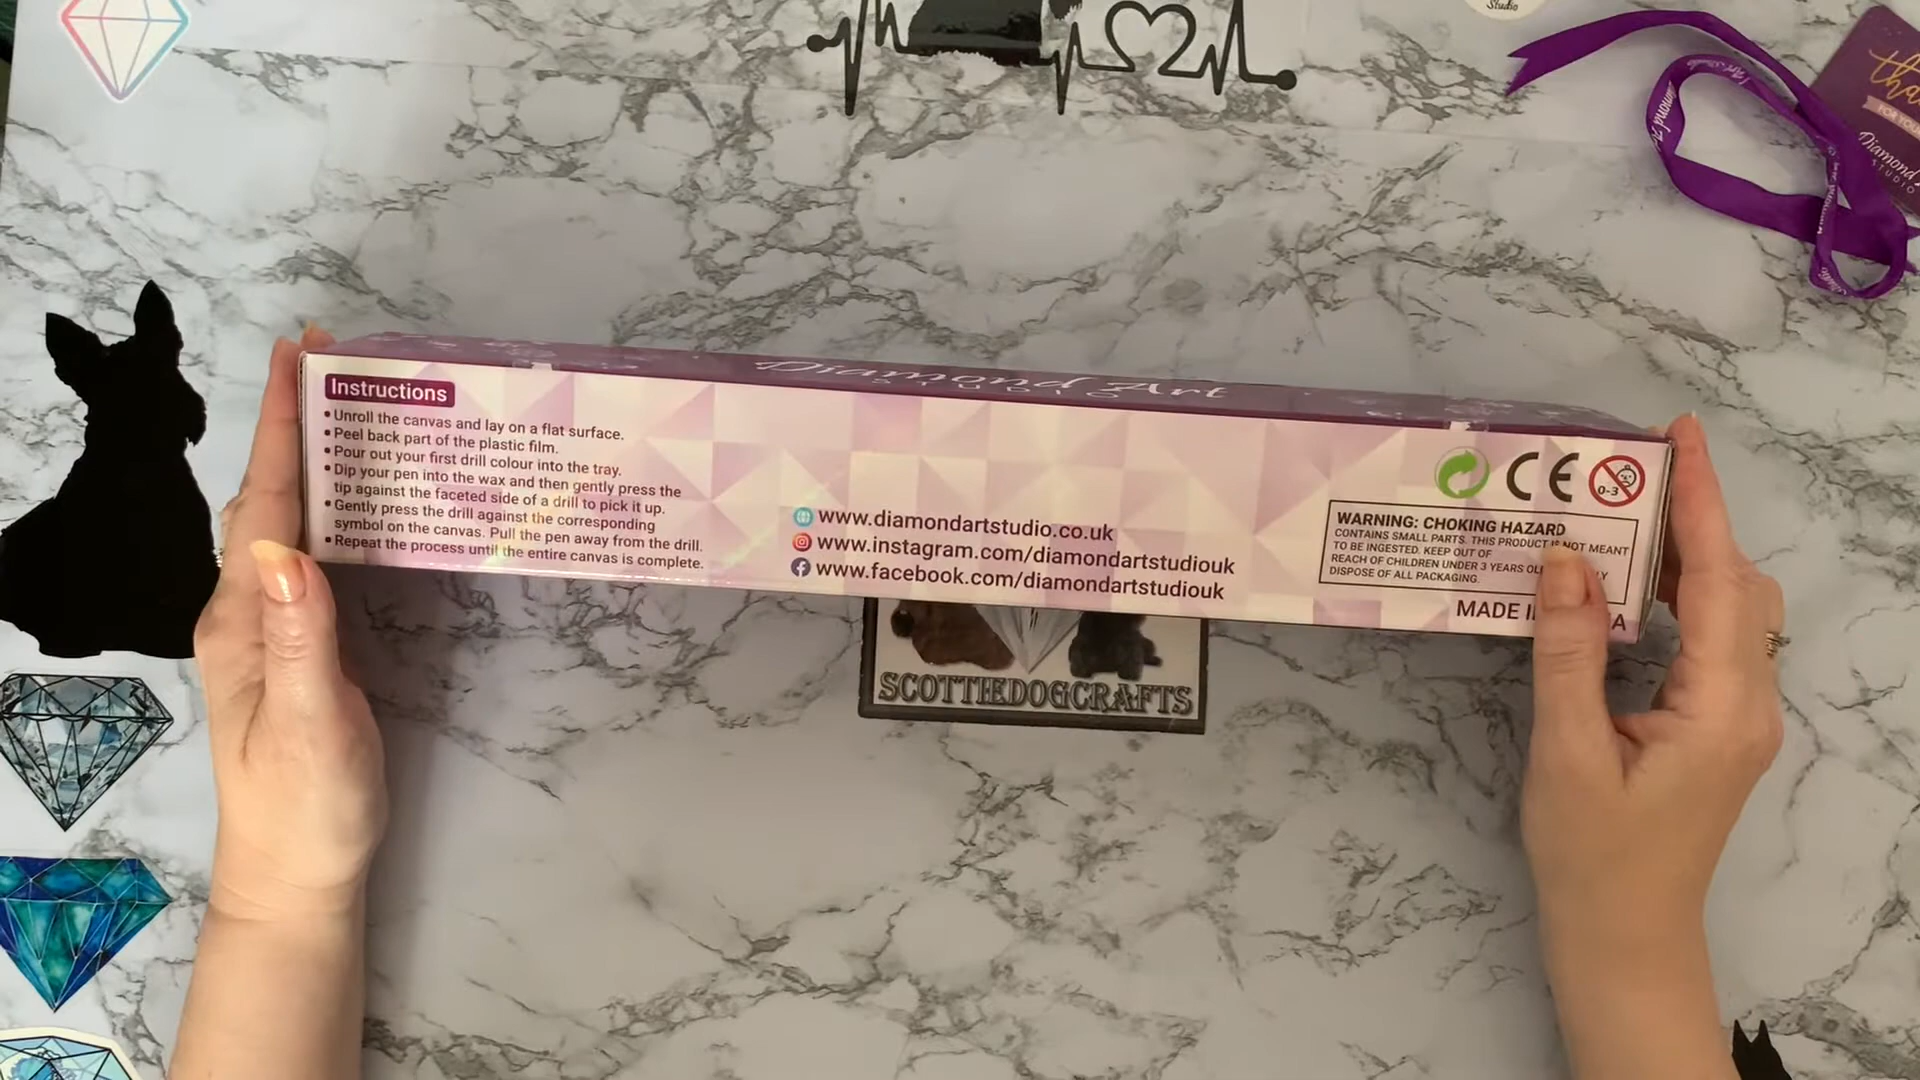 Studio
tha
FOR YOU
Diamond
STUDIO
Diamond Art
STUDIO
Instructions
• Unroll the canvas and lay on a flat surface.
• Peel back part of the plastic film.
• Pour out your first drill colour into the tray.
• Dip your pen into the wax and then gently press the
tip against the faceted side of a drill to pick it up.
• Gently press the drill against the corresponding
symbol on the canvas. Pull the pen away from the drill.
• Repeat the process until the entire canvas is complete.
www.diamondartstudio.co.uk
www.instagram.com/diamondartstudiouk
www.facebook.com/diamondartstudiouk
CE
0-3
WARNING: CHOKING HAZARD
CONTAINS SMALL PARTS. THIS PRODUCT IS NOT MEANT
TO BE INGESTED. KEEP OUT OF
REACH OF CHILDREN UNDER 3 YEARS
DISPOSE OF ALL PACKAGING.
MADE
SCOTTIEDOGCRAFTS